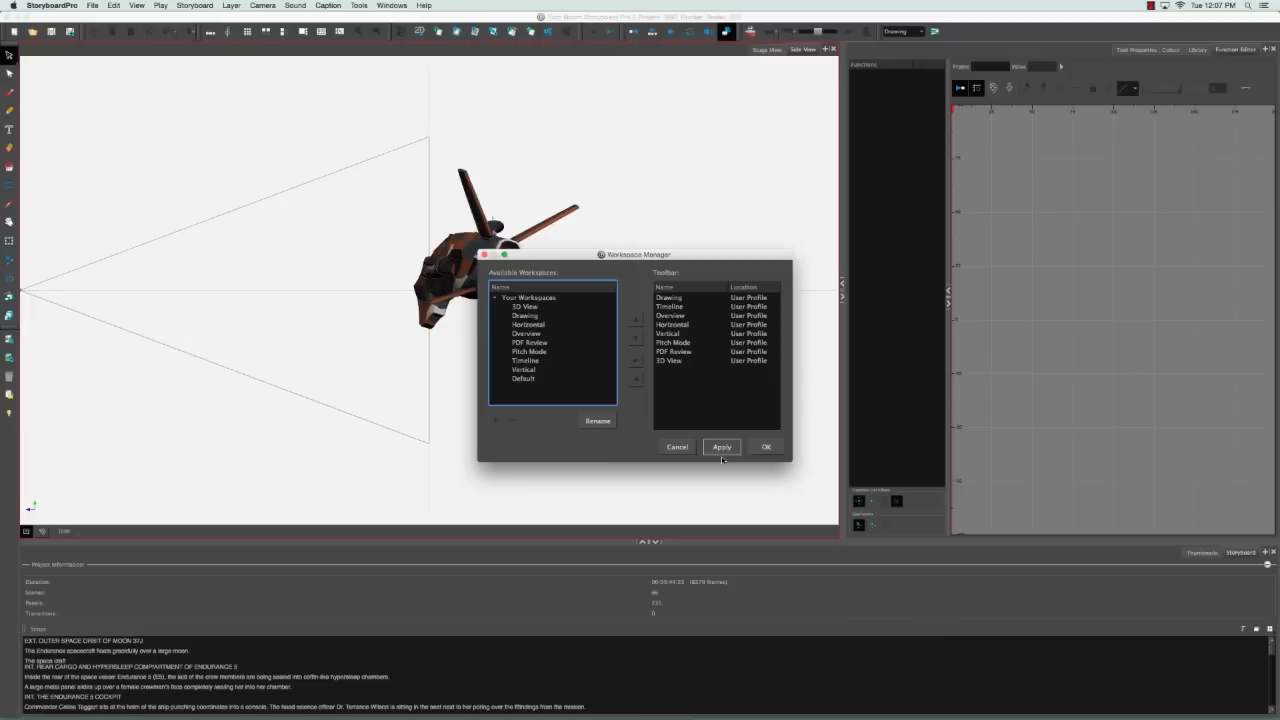 StoryboardPro File Edit View Play Storyboard Layer Camera Sound Caption Tools Windows Help
Tue 12:07 PM
Drawing
Stage View Side View
Tool Properties : Colour Library Function Editor
Functions
Frame: Value:
Workspace Manager
Available Workspaces:
Toolbar:
Name
Name Location
Your Workspaces
3D View
Drawing
Horizontal
Overview
PDF Review
Pitch Mode
Timeline
Vertical
Default
Drawing User Profile
Timeline User Profile
Overview User Profile
Horizontal User Profile
Vertical User Profile
Pitch Mode User Profile
PDF Review User Profile
3D View User Profile
Rename
Cancel Apply OK
Thumbnails Storyboard
Project Information:
Duration:
Scenes: 66
Panels: 235
Transitions: 0
Script
EXT. OUTER SPACE ORBIT OF MOON 37J
The Endurance spacecraft floats gracefully over a large moon.
The space craft
INT. REAR CARGO AND HYPERSLEEP COMPARTMENT OF ENDURANCE 5
Inside the rear of the space vessel Endurance 5 (E5), the last of the crew members are being sealed into coffin-like hypersleep chambers.
A large metal panel slides up over a female crewmen's face completely sealing her into her chamber.
INT. THE ENDURANCE 5 COCKPIT
Commander Celine Taggart sits at the helm of the ship punching coordinates into a console. The head science officer Dr. Terrance Wilson is sitting in the seat next to her poring over the findings from the mission.